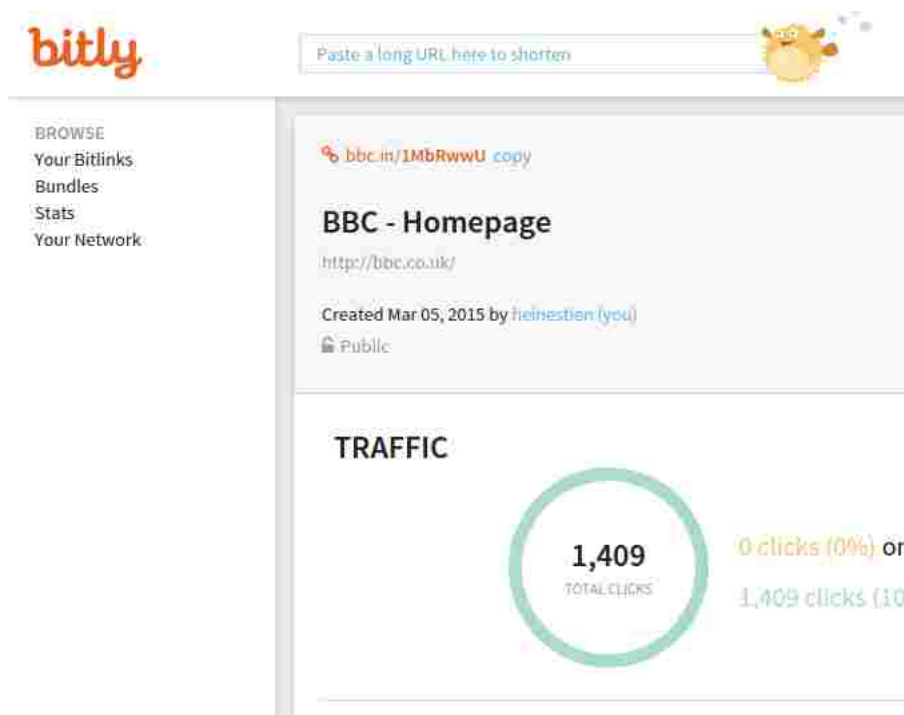 bitly
Paste a long URL here to shorten
BROWSE
Your Bitlinks
Bundles
Stats
Your Network
bbc.in/1MbRwwU copy
BBC - Homepage
http://bbc.co.uk/
Created Mar 05, 2015 by heinestien (you)
Public
TRAFFIC
1,409
TOTAL CLICKS
0 clicks (0%) or
1,409 clicks (10